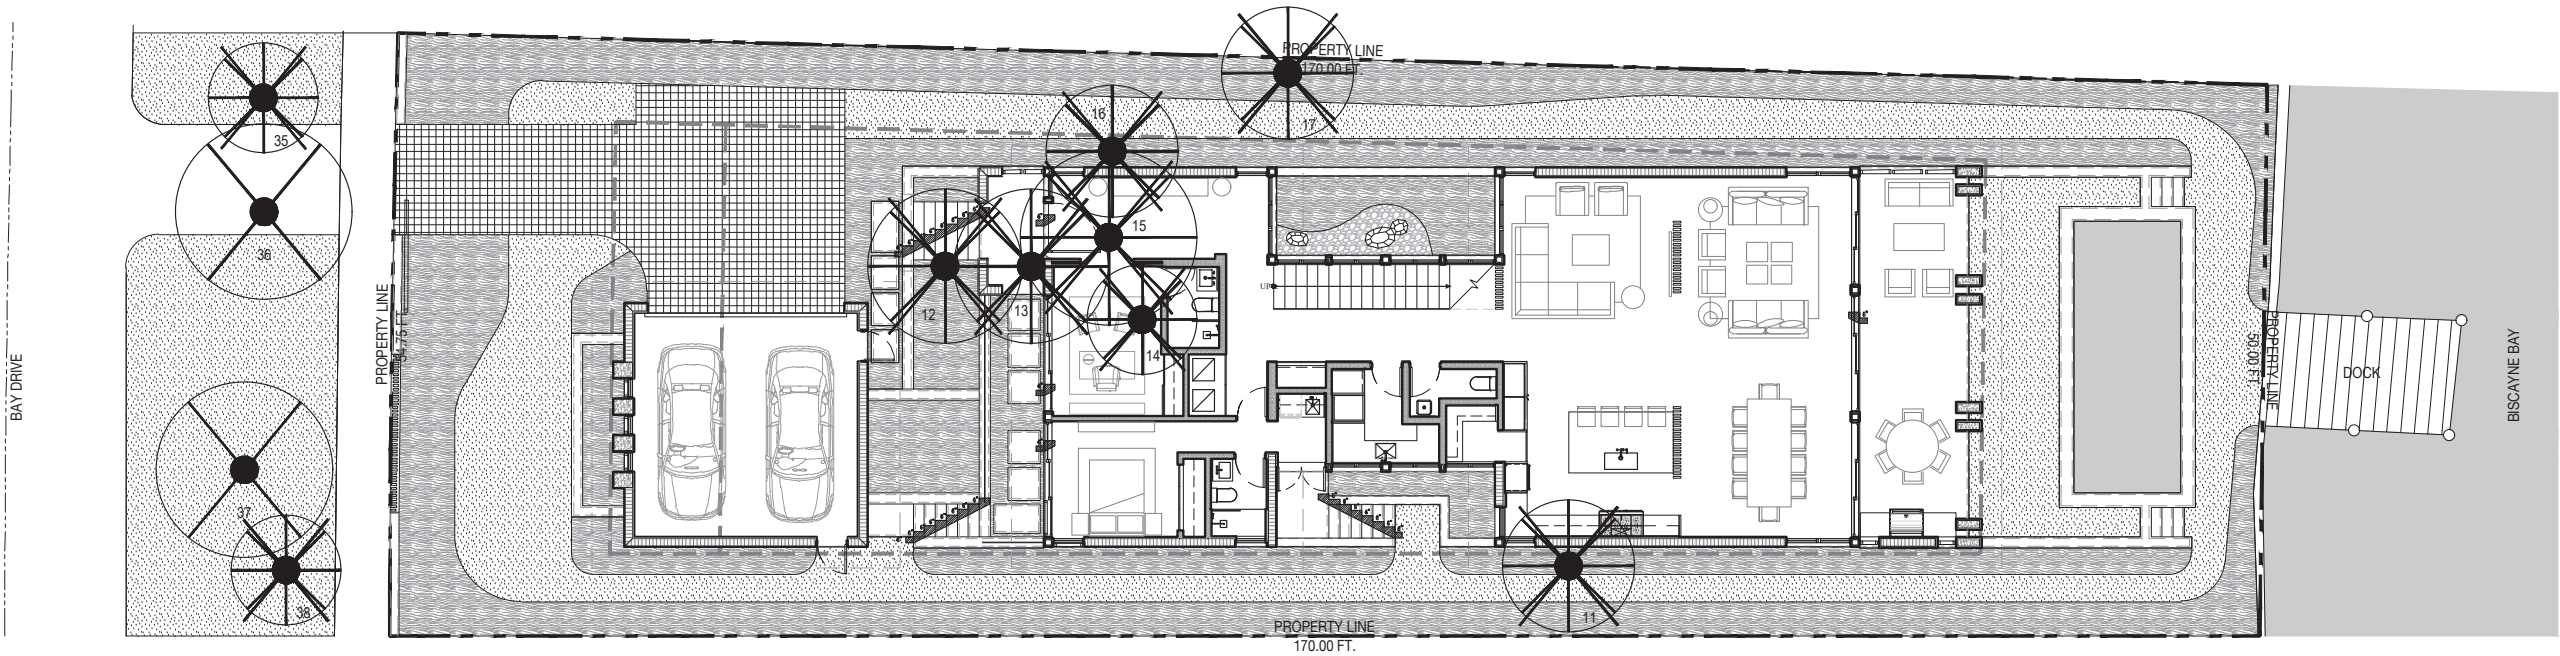 PROPERTY LINE
170.00 FT.
16
17
35
15
36
12
13
14
UP
BAY DRIVE
PROPERTY LINE
PROPERTY LINE
50.00 FT.
DOCK
BISCAYNE BAY
37
38
11
PROPERTY LINE
170.00 FT.